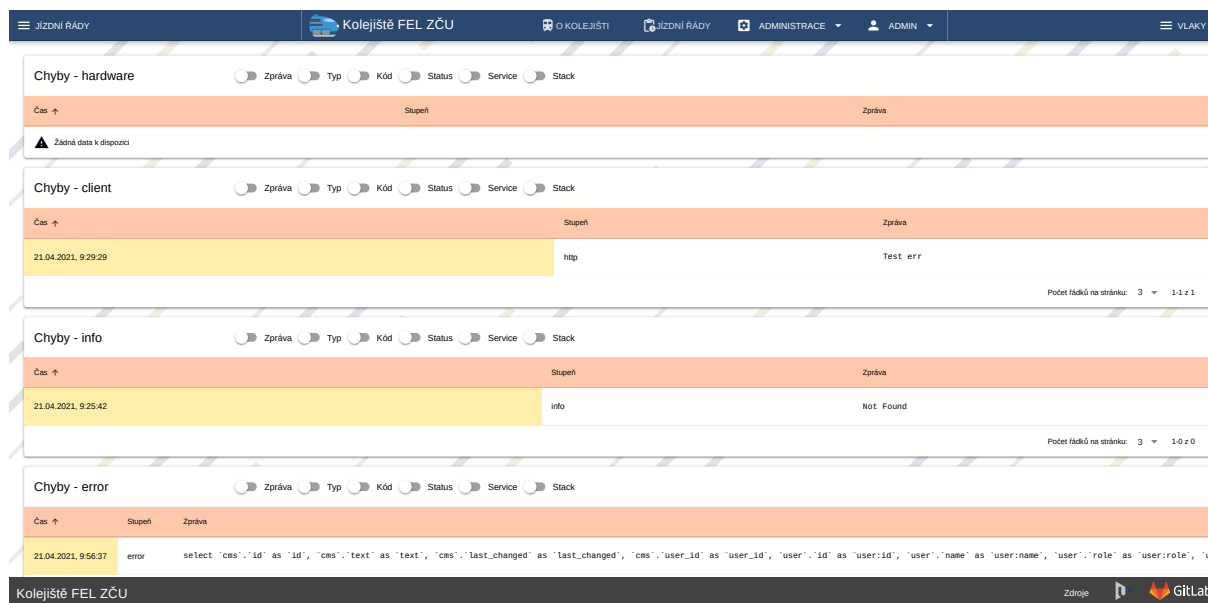 JÍZDNÍ ŘÁDY Kolejiště FEL ZČU O KOLEJIŠTI JÍZDNÍ ŘÁDY ADMINISTRACE ADMIN VLAKY
Chyby - hardware Zpráva Typ Kód Status Service Stack
Čas Stupeň Zpráva
Žádná data k dispozici
Chyby - client Zpráva Typ Kód Status Service Stack
Čas Stupeň Zpráva
21.04.2021, 9:29:29 http Test err
Počet řádků na stránku: 3 1-1 z 1
Chyby - info Zpráva Typ Kód Status Service Stack
Čas Stupeň Zpráva
21.04.2021, 9:25:42 info Not Found
Počet řádků na stránku: 3 1-0 z 0
Chyby - error Zpráva Typ Kód Status Service Stack
Čas Stupeň Zpráva
21.04.2021, 9:56:37 error select `cms`.`id` as `id`, `cms`.`text` as `text`, `cms`.`last_changed` as `last_changed`, `cms`.`user_id` as `user_id`, `user`.`id` as `user:id`, `user`.`name` as `user:name`, `user`.`role` as `user:role`,
Kolejiště FEL ZČU Zdroje GitLab